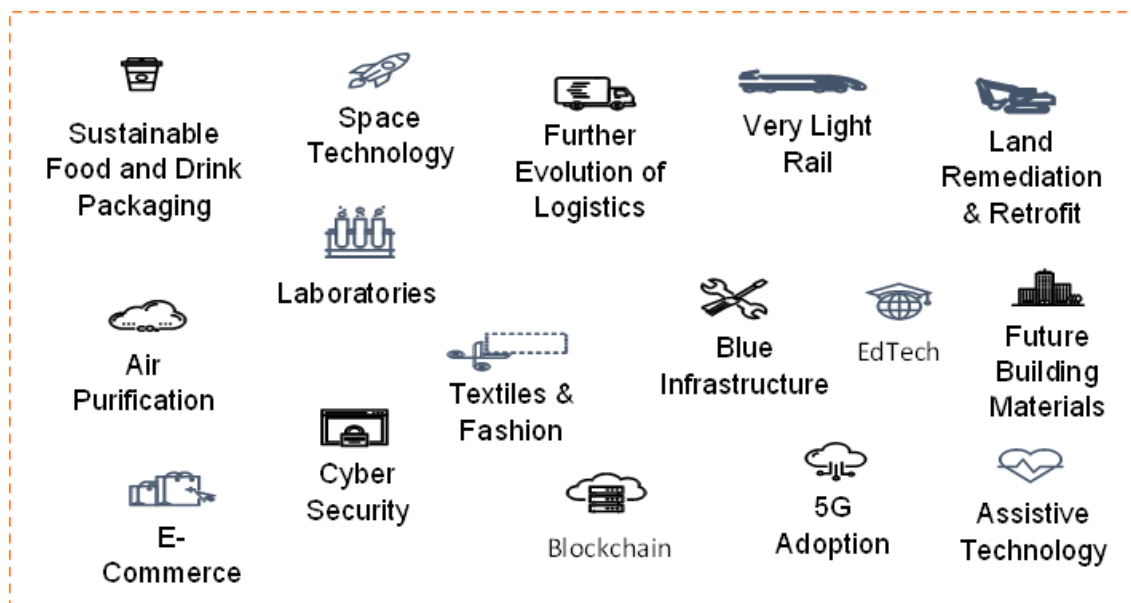 Sustainable
Food and Drink
Packaging
Space
Technology
Further
Evolution of
Logistics
Very Light
Rail
Land
Remediation
& Retrofit
Laboratories
CO₂
Air
Purification
Textiles &
Fashion
Blue
Infrastructure
EdTech
Future
Building
Materials
Cyber
Security
E-
Commerce
Blockchain
5G
Adoption
Assistive
Technology